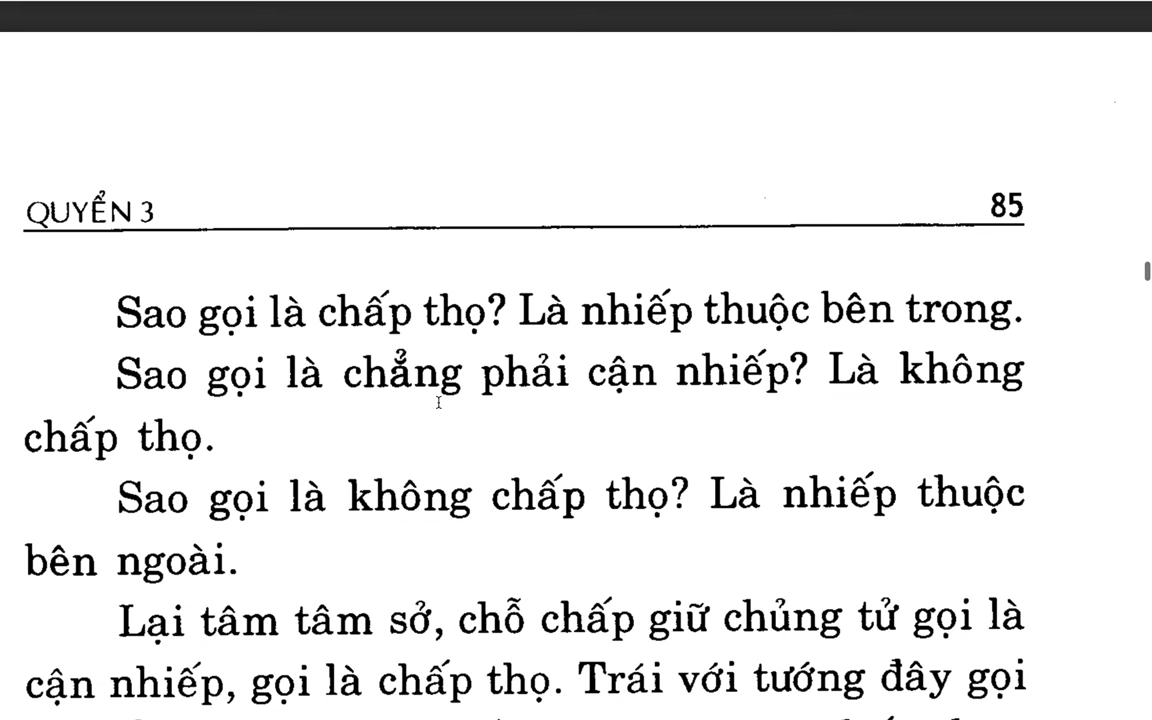 QUYỂN 3 85
Sao gọi là chấp thọ? Là nhiếp thuộc bên trong.
Sao gọi là chẳng phải cận nhiếp? Là không
chấp thọ.
Sao gọi là không chấp thọ? Là nhiếp thuộc
bên ngoài.
Lại tâm tâm sở, chỗ chấp giữ chủng tử gọi là
cận nhiếp, gọi là chấp thọ. Trái với tướng đây gọi